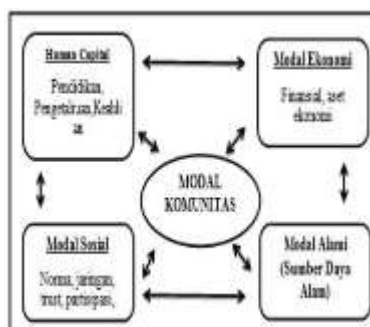 Human Capital
Pendidikan,
Pengetahuan,Keahli
an
Modal Ekonomi
Finansial, aset
ekonomi
MODAL
KOMUNITAS
Modal Sosial
Norma, jaringan,
trust, partisipasi,
Modal Alami
(Sumber Daya
Alam)